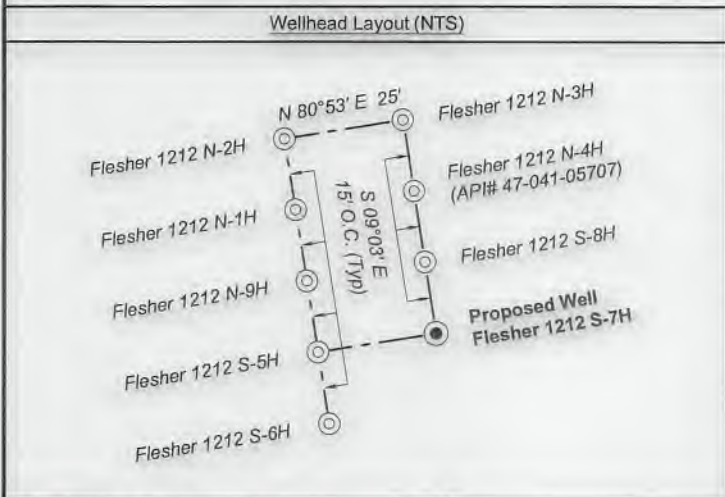 Wellhead Layout (NTS)
N 80°53' E 25'
Flesher 1212 N-3H
Flesher 1212 N-2H
Flesher 1212 N-4H
(API# 47-041-05707)
S 09°03' E
15' O.C. (Typ)
Flesher 1212 N-1H
Flesher 1212 S-8H
Flesher 1212 N-9H
Proposed Well
Flesher 1212 S-7H
Flesher 1212 S-5H
Flesher 1212 S-6H